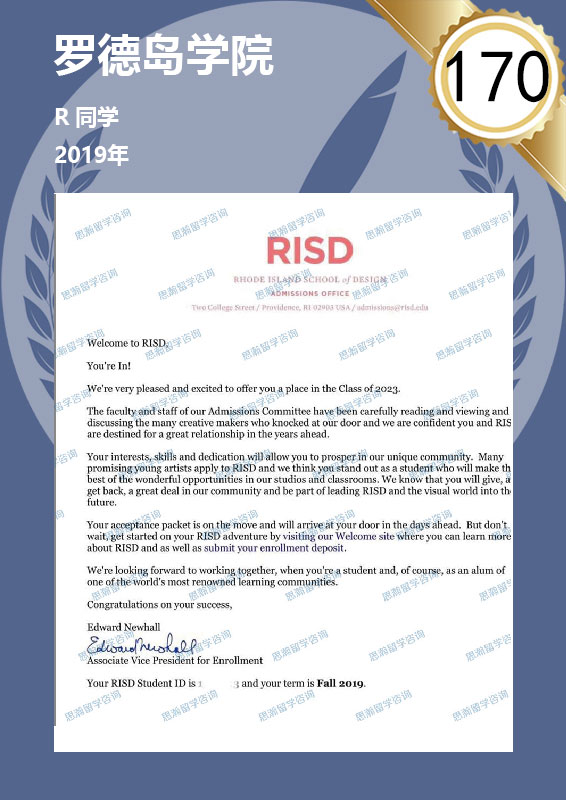 罗德岛学院
170
R 同学
2019年
RISD
RHODE ISLAND SCHOOL of DESIGN
ADMISSIONS OFFICE
Two College Street / Providence, RI 02903 USA / admissions@risd.edu
Welcome to RISD.
You're In!
We're very pleased and excited to offer you a place in the Class of 2023.
The faculty and staff of our Admissions Committee have been carefully reading and viewing and
discussing the many creative makers who knocked at our door and we are confident you and RIS
are destined for a great relationship in the years ahead.
Your interests, skills and dedication will allow you to prosper in our unique community. Many
promising young artists apply to RISD and we think you stand out as a student who will make th
best of the wonderful opportunities in our studios and classrooms. We know that you will give, a
get back, a great deal in our community and be part of leading RISD and the visual world into th
future.
Your acceptance packet is on the move and will arrive at your door in the days ahead. But don't
wait, get started on your RISD adventure by visiting our Welcome site where you can learn more
about RISD and as well as submit your enrollment deposit.
We're looking forward to working together, when you're a student and, of course, as an alum of
one of the world's most renowned learning communities.
Congratulations on your success,
Edward Newhall
Edward Newhall
Associate Vice President for Enrollment
Your RISD Student ID is 1 3 and your term is Fall 2019.
思瀚留学咨询